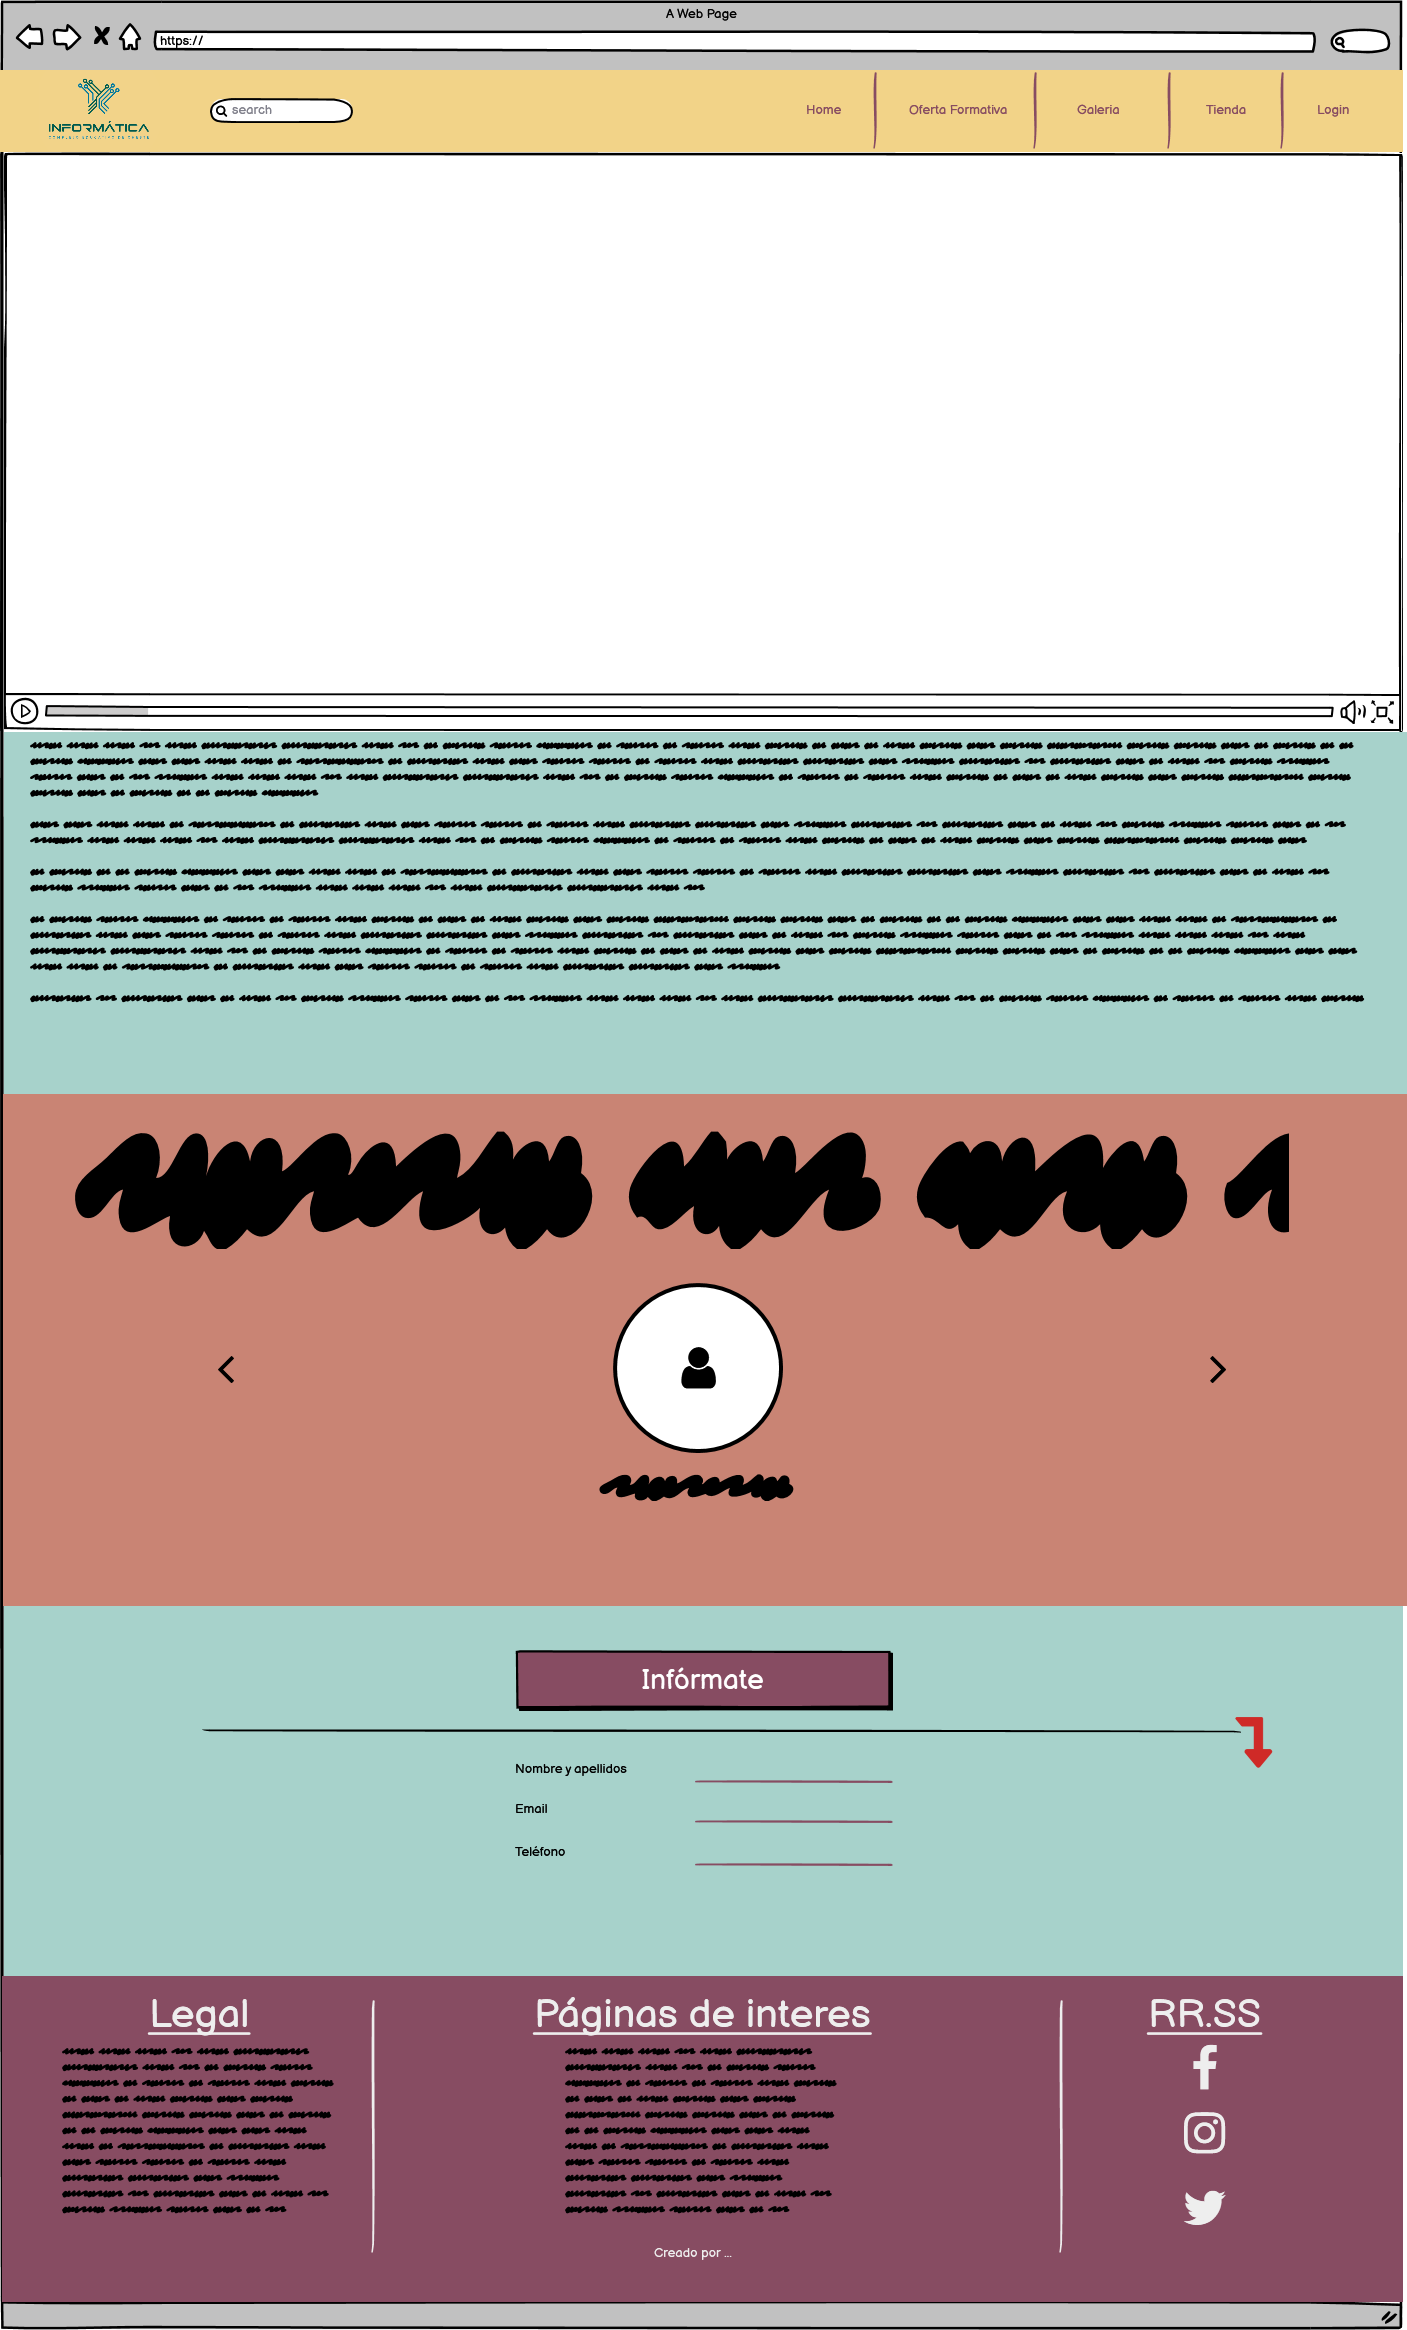 A Web Page
https://
INFORMÁTICA
search
Home
Oferta Formativa
Galeria
Tienda
Login
Infórmate
Nombre y apellidos
Email
Teléfono
Legal
Páginas de interes
RR.SS
Creado por ...